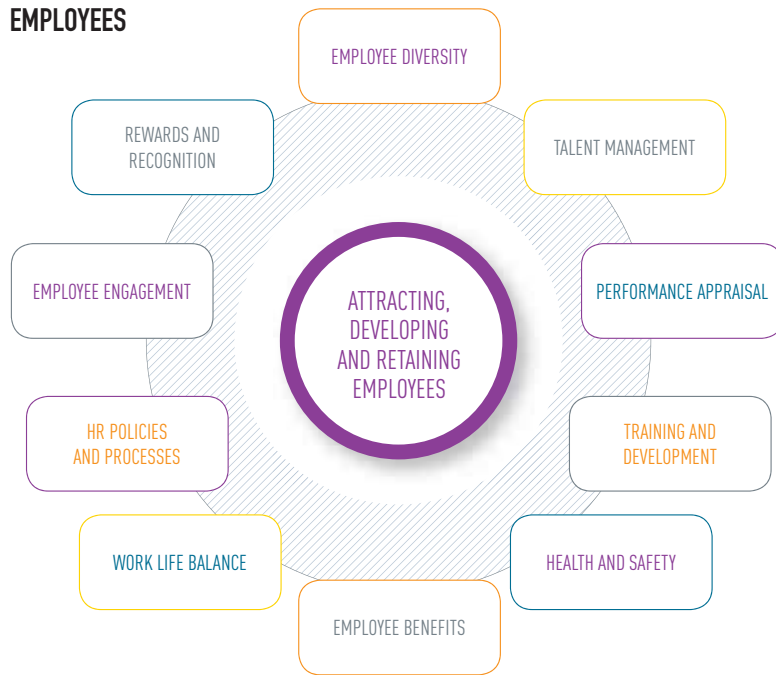 EMPLOYEES
EMPLOYEE DIVERSITY
TALENT MANAGEMENT
PERFORMANCE APPRAISAL
TRAINING AND
DEVELOPMENT
HEALTH AND SAFETY
EMPLOYEE BENEFITS
WORK LIFE BALANCE
HR POLICIES
AND PROCESSES
EMPLOYEE ENGAGEMENT
REWARDS AND
RECOGNITION
ATTRACTING,
DEVELOPING
AND RETAINING
EMPLOYEES